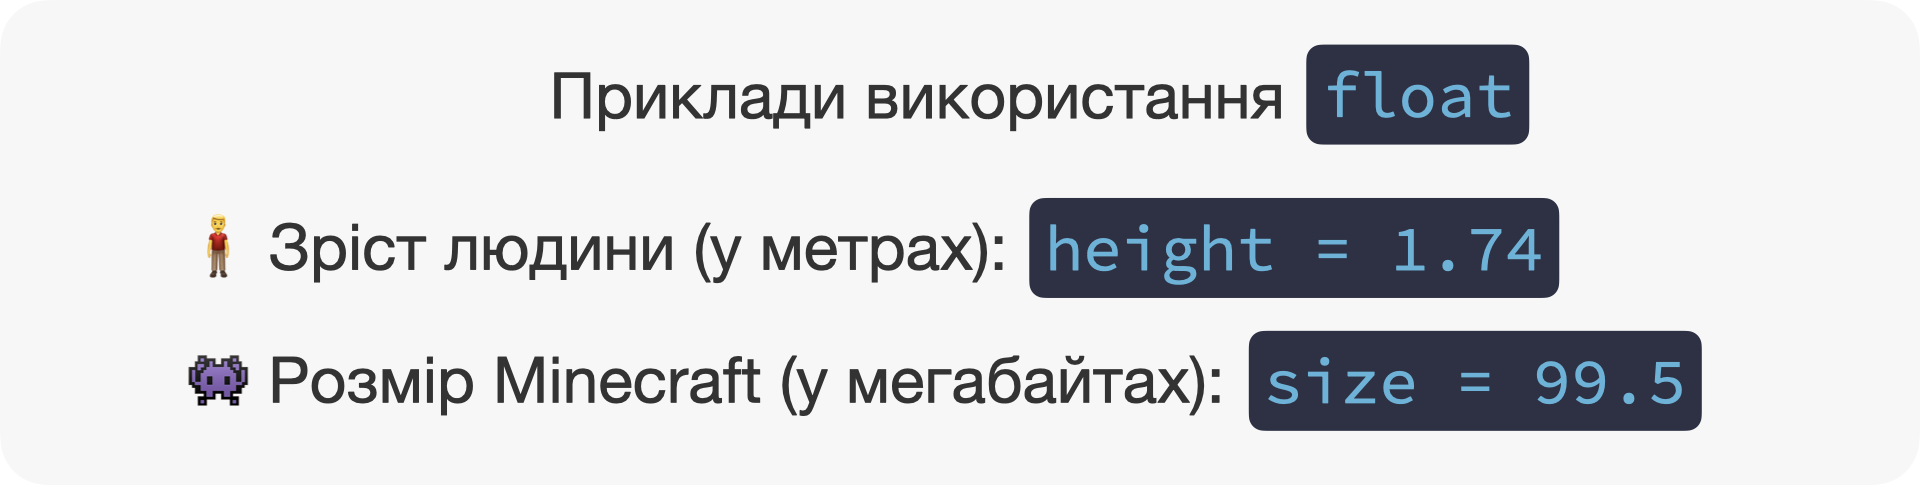 Приклади використання float
Зріст людини (у метрах): height = 1.74
Розмір Minecraft (у мегабайтах): size = 99.5